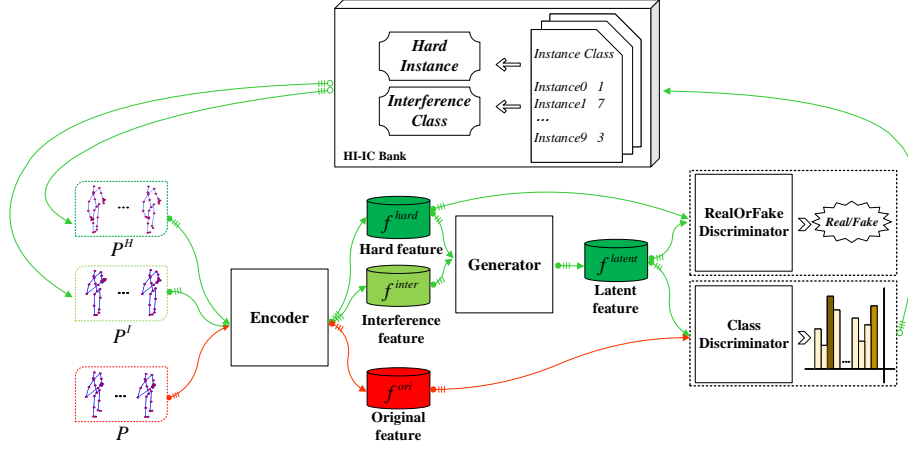 Hard
Instance
Interference
Class
Instance Class
Instance0 1
Instance1 7
...
Instance9 3
HI-IC Bank
P^H
P^I
P
Encoder
f^hard
Hard feature
f^inter
Interference
feature
f^ori
Original
feature
Generator
f^latent
Latent
feature
RealOrFake
Discriminator
Real/Fake
Class
Discriminator